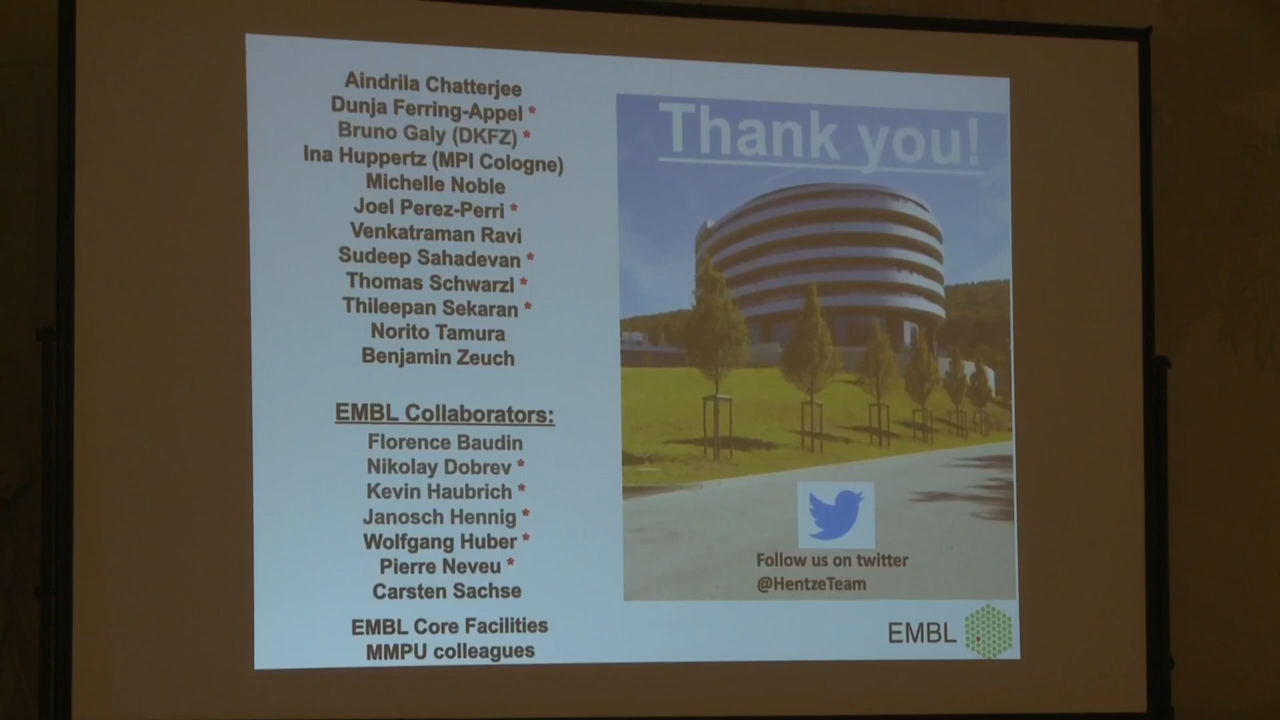 Aindrila Chatterjee
Dunja Ferring-Appel *
Bruno Galy (DKFZ) *
Ina Huppertz (MPI Cologne)
Michelle Noble
Joel Perez-Perri *
Venkatraman Ravi
Sudeep Sahadevan *
Thomas Schwarzl *
Thileepan Sekaran *
Norito Tamura
Benjamin Zeuch
EMBL Collaborators:
Florence Baudin
Nikolay Dobrev *
Kevin Haubrich *
Janosch Hennig *
Wolfgang Huber *
Pierre Neveu *
Carsten Sachse
EMBL Core Facilities
MMPU colleagues
Thank you!
Follow us on twitter
@HentzeTeam
EMBL